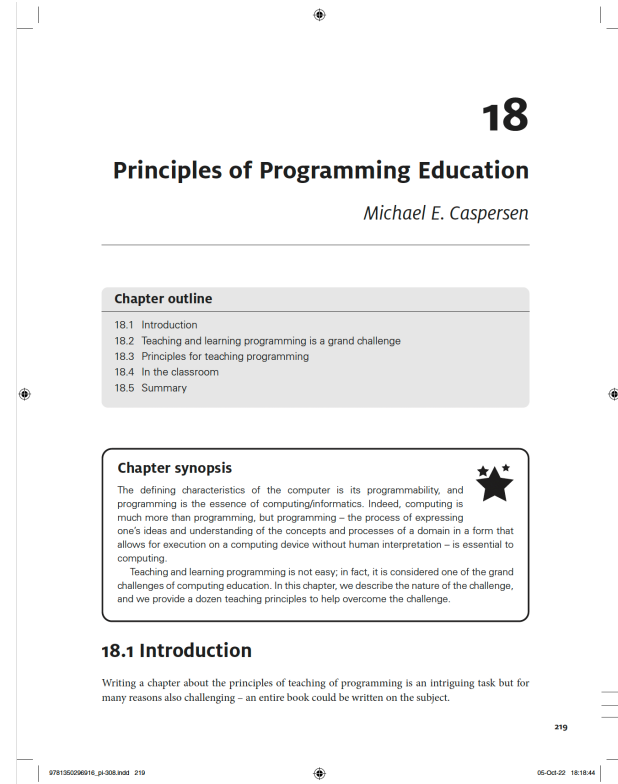 18
Principles of Programming Education
Michael E. Caspersen
Chapter outline
18.1 Introduction
18.2 Teaching and learning programming is a grand challenge
18.3 Principles for teaching programming
18.4 In the classroom
18.5 Summary
Chapter synopsis
The defining characteristics of the computer is its programmability, and
programming is the essence of computing/informatics. Indeed, computing is
much more than programming, but programming – the process of expressing
one's ideas and understanding of the concepts and processes of a domain in a form that
allows for execution on a computing device without human interpretation – is essential to
computing.
Teaching and learning programming is not easy; in fact, it is considered one of the grand
challenges of computing education. In this chapter, we describe the nature of the challenge,
and we provide a dozen teaching principles to help overcome the challenge.
18.1 Introduction
Writing a chapter about the principles of teaching of programming is an intriguing task but for
many reasons also challenging – an entire book could be written on the subject.
219
9781350296916_pi-308.indd 219
05-Oct-22 18:18:44